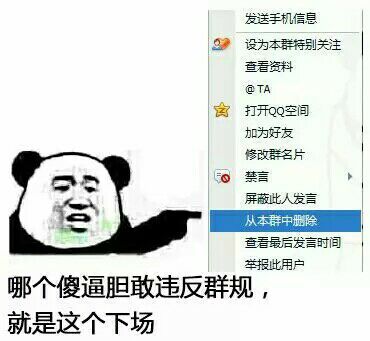 发送手机信息
设为本群特别关注
查看资料
@ TA
打开QQ空间
加为好友
修改群名片
禁言
屏蔽此人发言
从本群中删除
查看最后发言时间
举报此用户
哪个傻逼胆敢违反群规，
就是这个下场